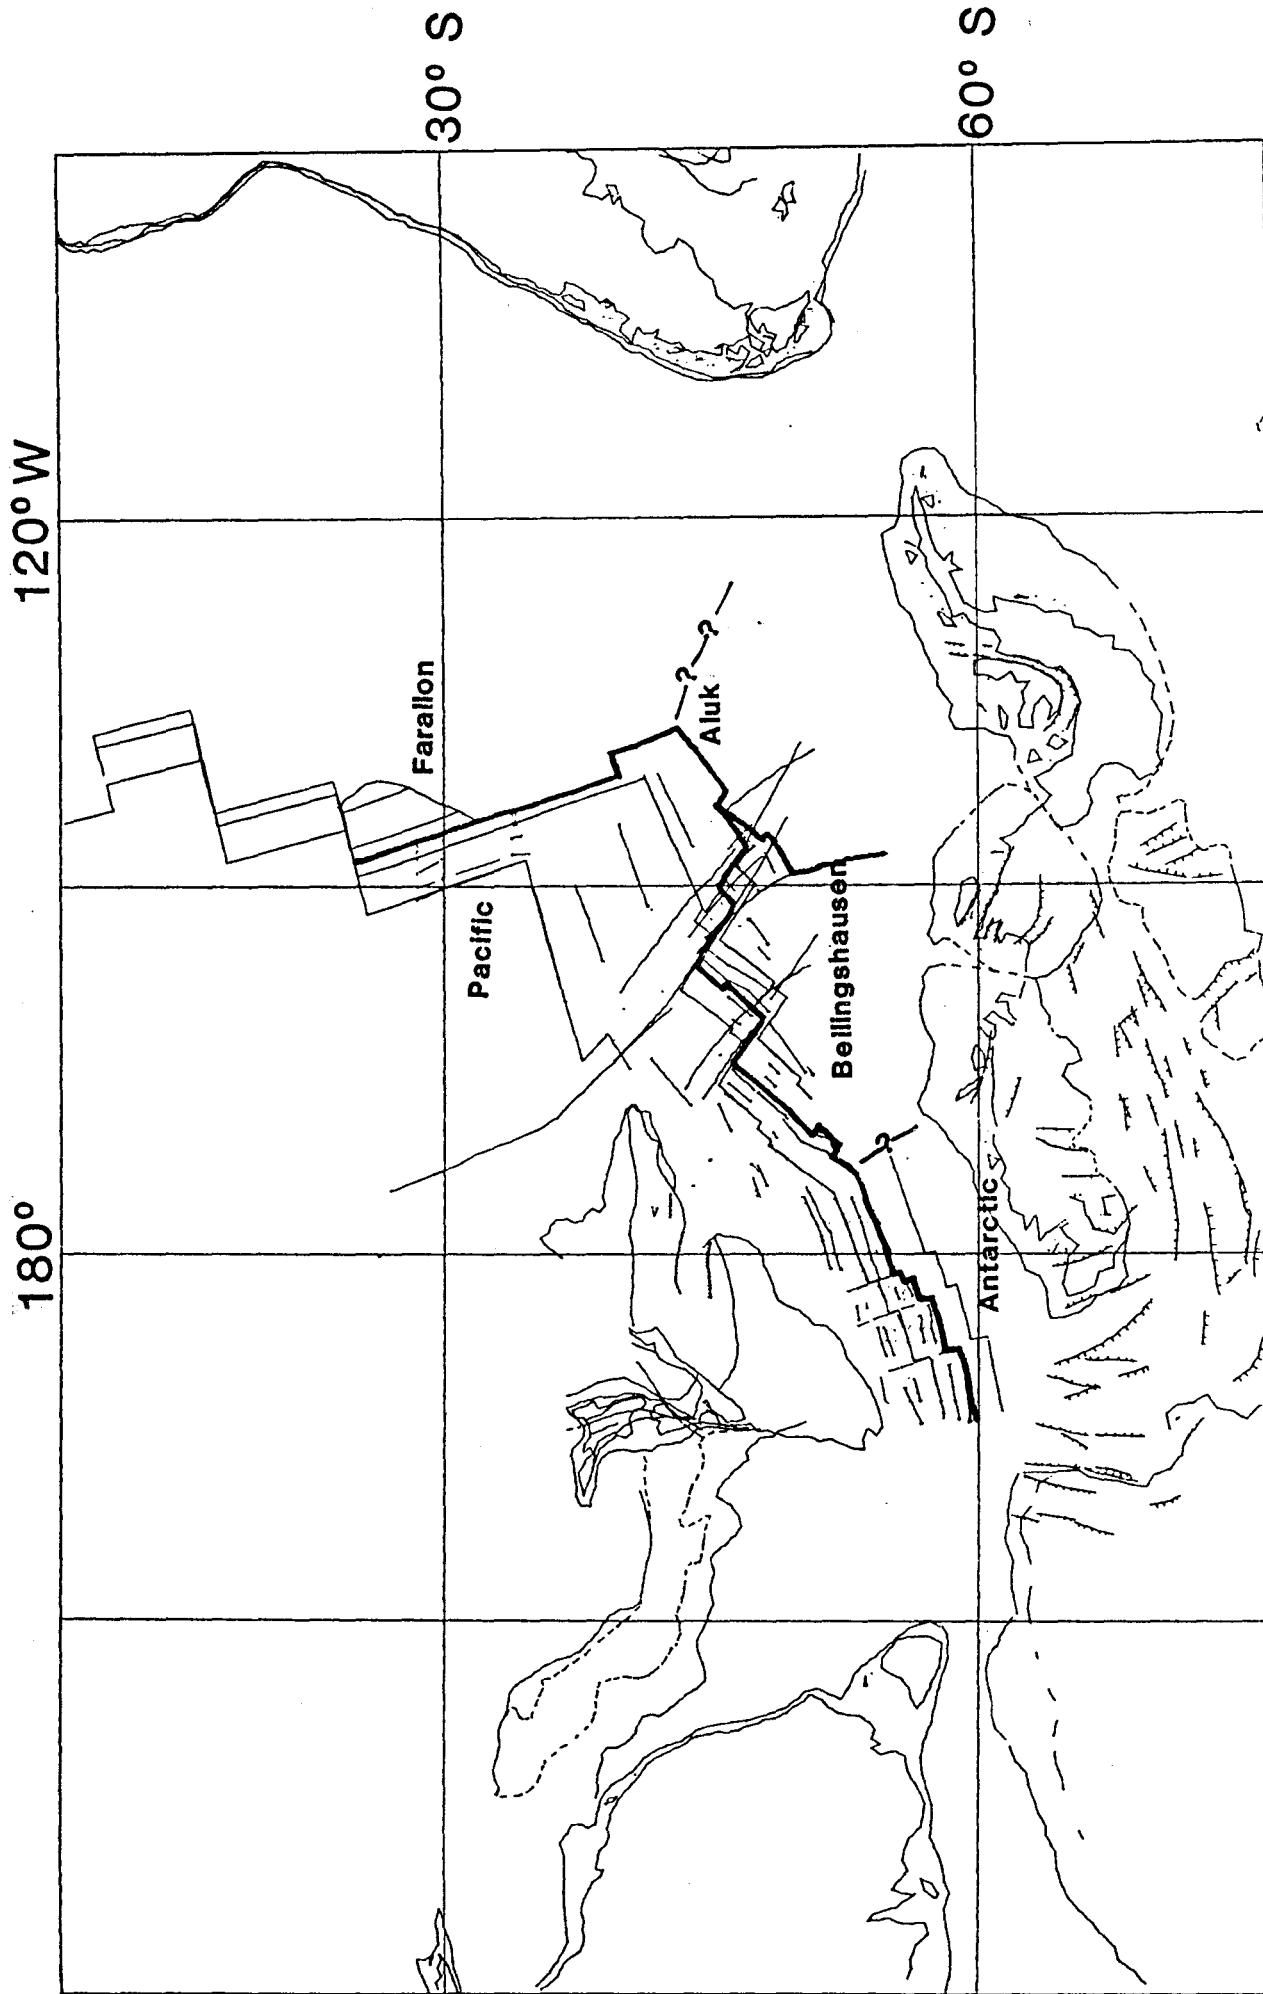 30° S
60° S
120° W
180°
Farallon
Pacific
?
?
Aluk
Bellingshausen
?
Antarctic